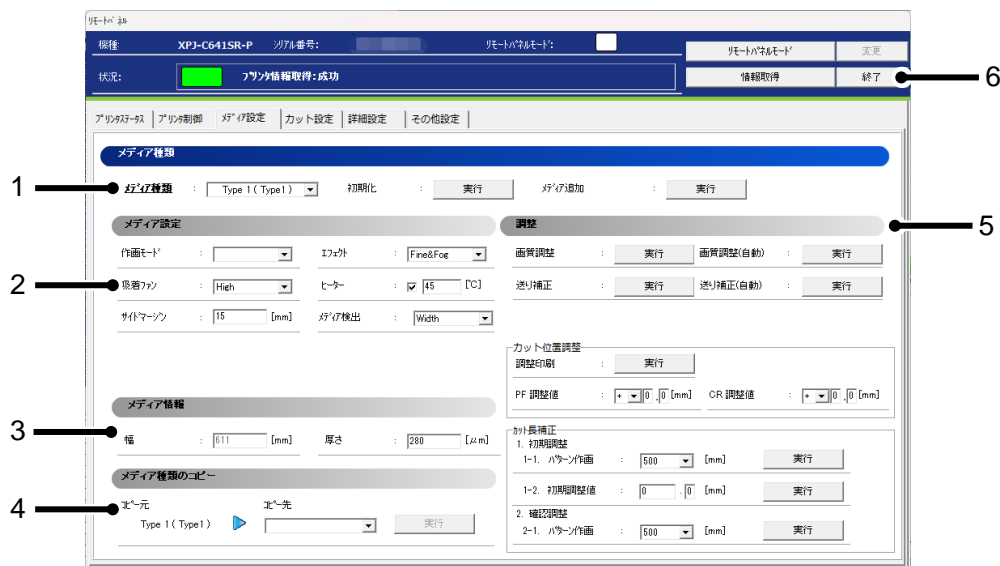 リモートパネル
機種: XPJ-C641SR-P シリアル番号: リモートパネルモード: リモートパネルモード 変更
状況: プリンタ情報取得:成功 情報取得 終了 6
プリンタステータス プリンタ制御 メディア設定 カット設定 詳細設定 その他設定
メディア種類
1 メディア種類 : Type 1 ( Type1 ) 初期化 : 実行 メディア追加 : 実行
メディア設定 調整 5
作画モード : エフェクト : Fine&Fog 画質調整 : 実行 画質調整(自動) : 実行
2 吸着ファン : High ヒーター : 45 [℃] 送り補正 : 実行 送り補正(自動) : 実行
サイドマージン : 15 [mm] メディア検出 : Width
カット位置調整
調整印刷 : 実行
PF 調整値 : + 0 . 0 [mm] CR 調整値 : + 0 . 0 [mm]
メディア情報
3 幅 : 611 [mm] 厚さ : 280 [μm]
カット長補正
1. 初期調整
1-1. パターン作画 : 500 [mm] 実行
メディア種類のコピー
1-2. 初期調整値 : 0 . 0 [mm] 実行
4 コピー元 コピー先
Type 1 ( Type1 ) 実行
2. 確認調整
2-1. パターン作画 : 500 [mm] 実行